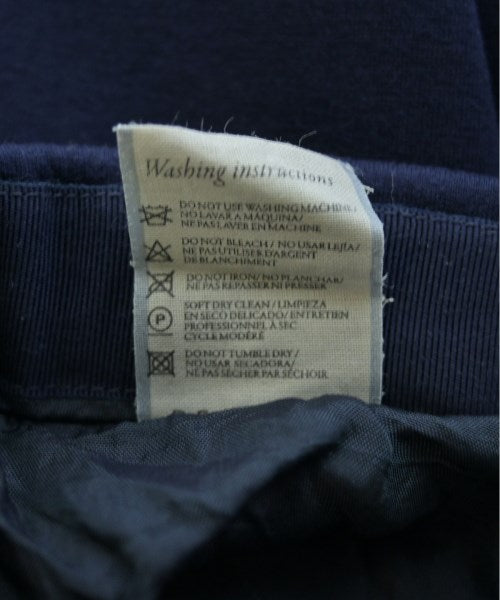 Washing instructions
DO NOT USE WASHING MACHINE/
NO LAVAR A MAQUINA/
NE PAS LAVER EN MACHINE
DO NOT BLEACH / NO USAR LEJIA/
NE PAS UTILISER D'ARGENT
DE BLANCHIMENT
DO NOT IRON / NO PLANCHAR/
NE PAS REPASSER NI PRESSER
P
SOFT DRY CLEAN / LIMPIEZA
EN SECO DELICADO / ENTRETIEN
PROFESSIONNEL A SEC
CYCLE MODÉRÉ
DO NOT TUMBLE DRY /
NO USAR SECADORA/
NE PAS SÉCHER PAR SÉCHOIR.